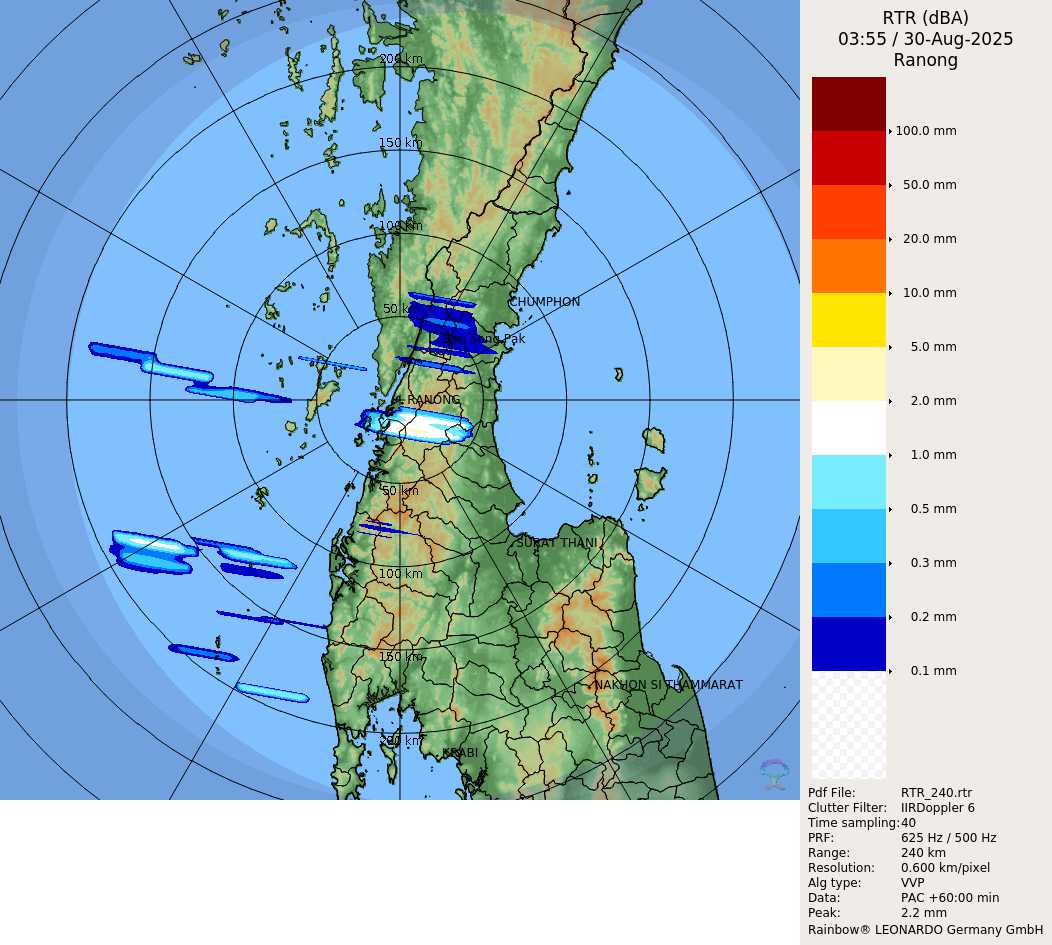 RTR (dBA)
03:55 / 30-Aug-2025
Ranong
100.0 mm
50.0 mm
20.0 mm
10.0 mm
5.0 mm
2.0 mm
1.0 mm
0.5 mm
0.3 mm
0.2 mm
0.1 mm
200 km
150 km
100 km
50 km
CHUMPHON
Pak
RANONG
50 km
SURAT THANI
100 km
150 km
NAKHON SI THAMMARAT
200 km
KRABI
Pdf File: RTR_240.rtr
Clutter Filter: IIRDoppler 6
Time sampling:40
PRF: 625 Hz / 500 Hz
Range: 240 km
Resolution: 0.600 km/pixel
Alg type: VVP
Data: PAC +60:00 min
Peak: 2.2 mm
Rainbow® LEONARDO Germany GmbH